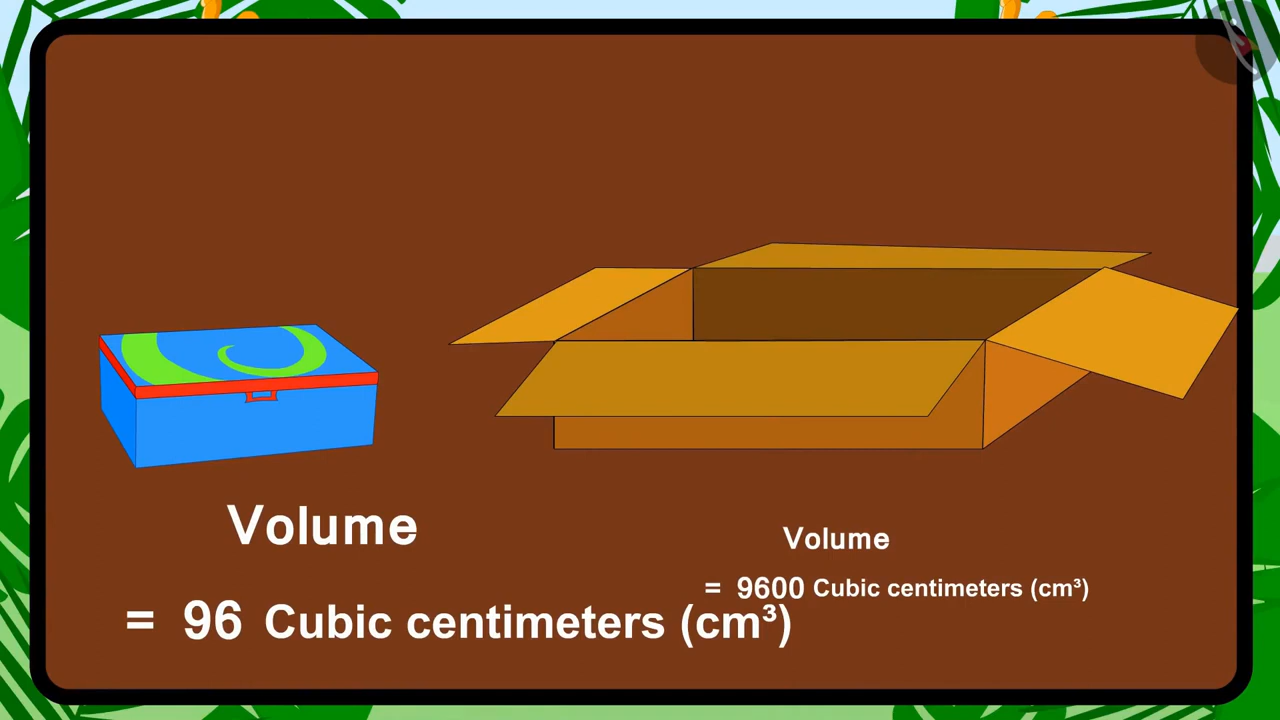 Volume
= 96 Cubic centimeters (cm³)
Volume
= 9600 Cubic centimeters (cm³)